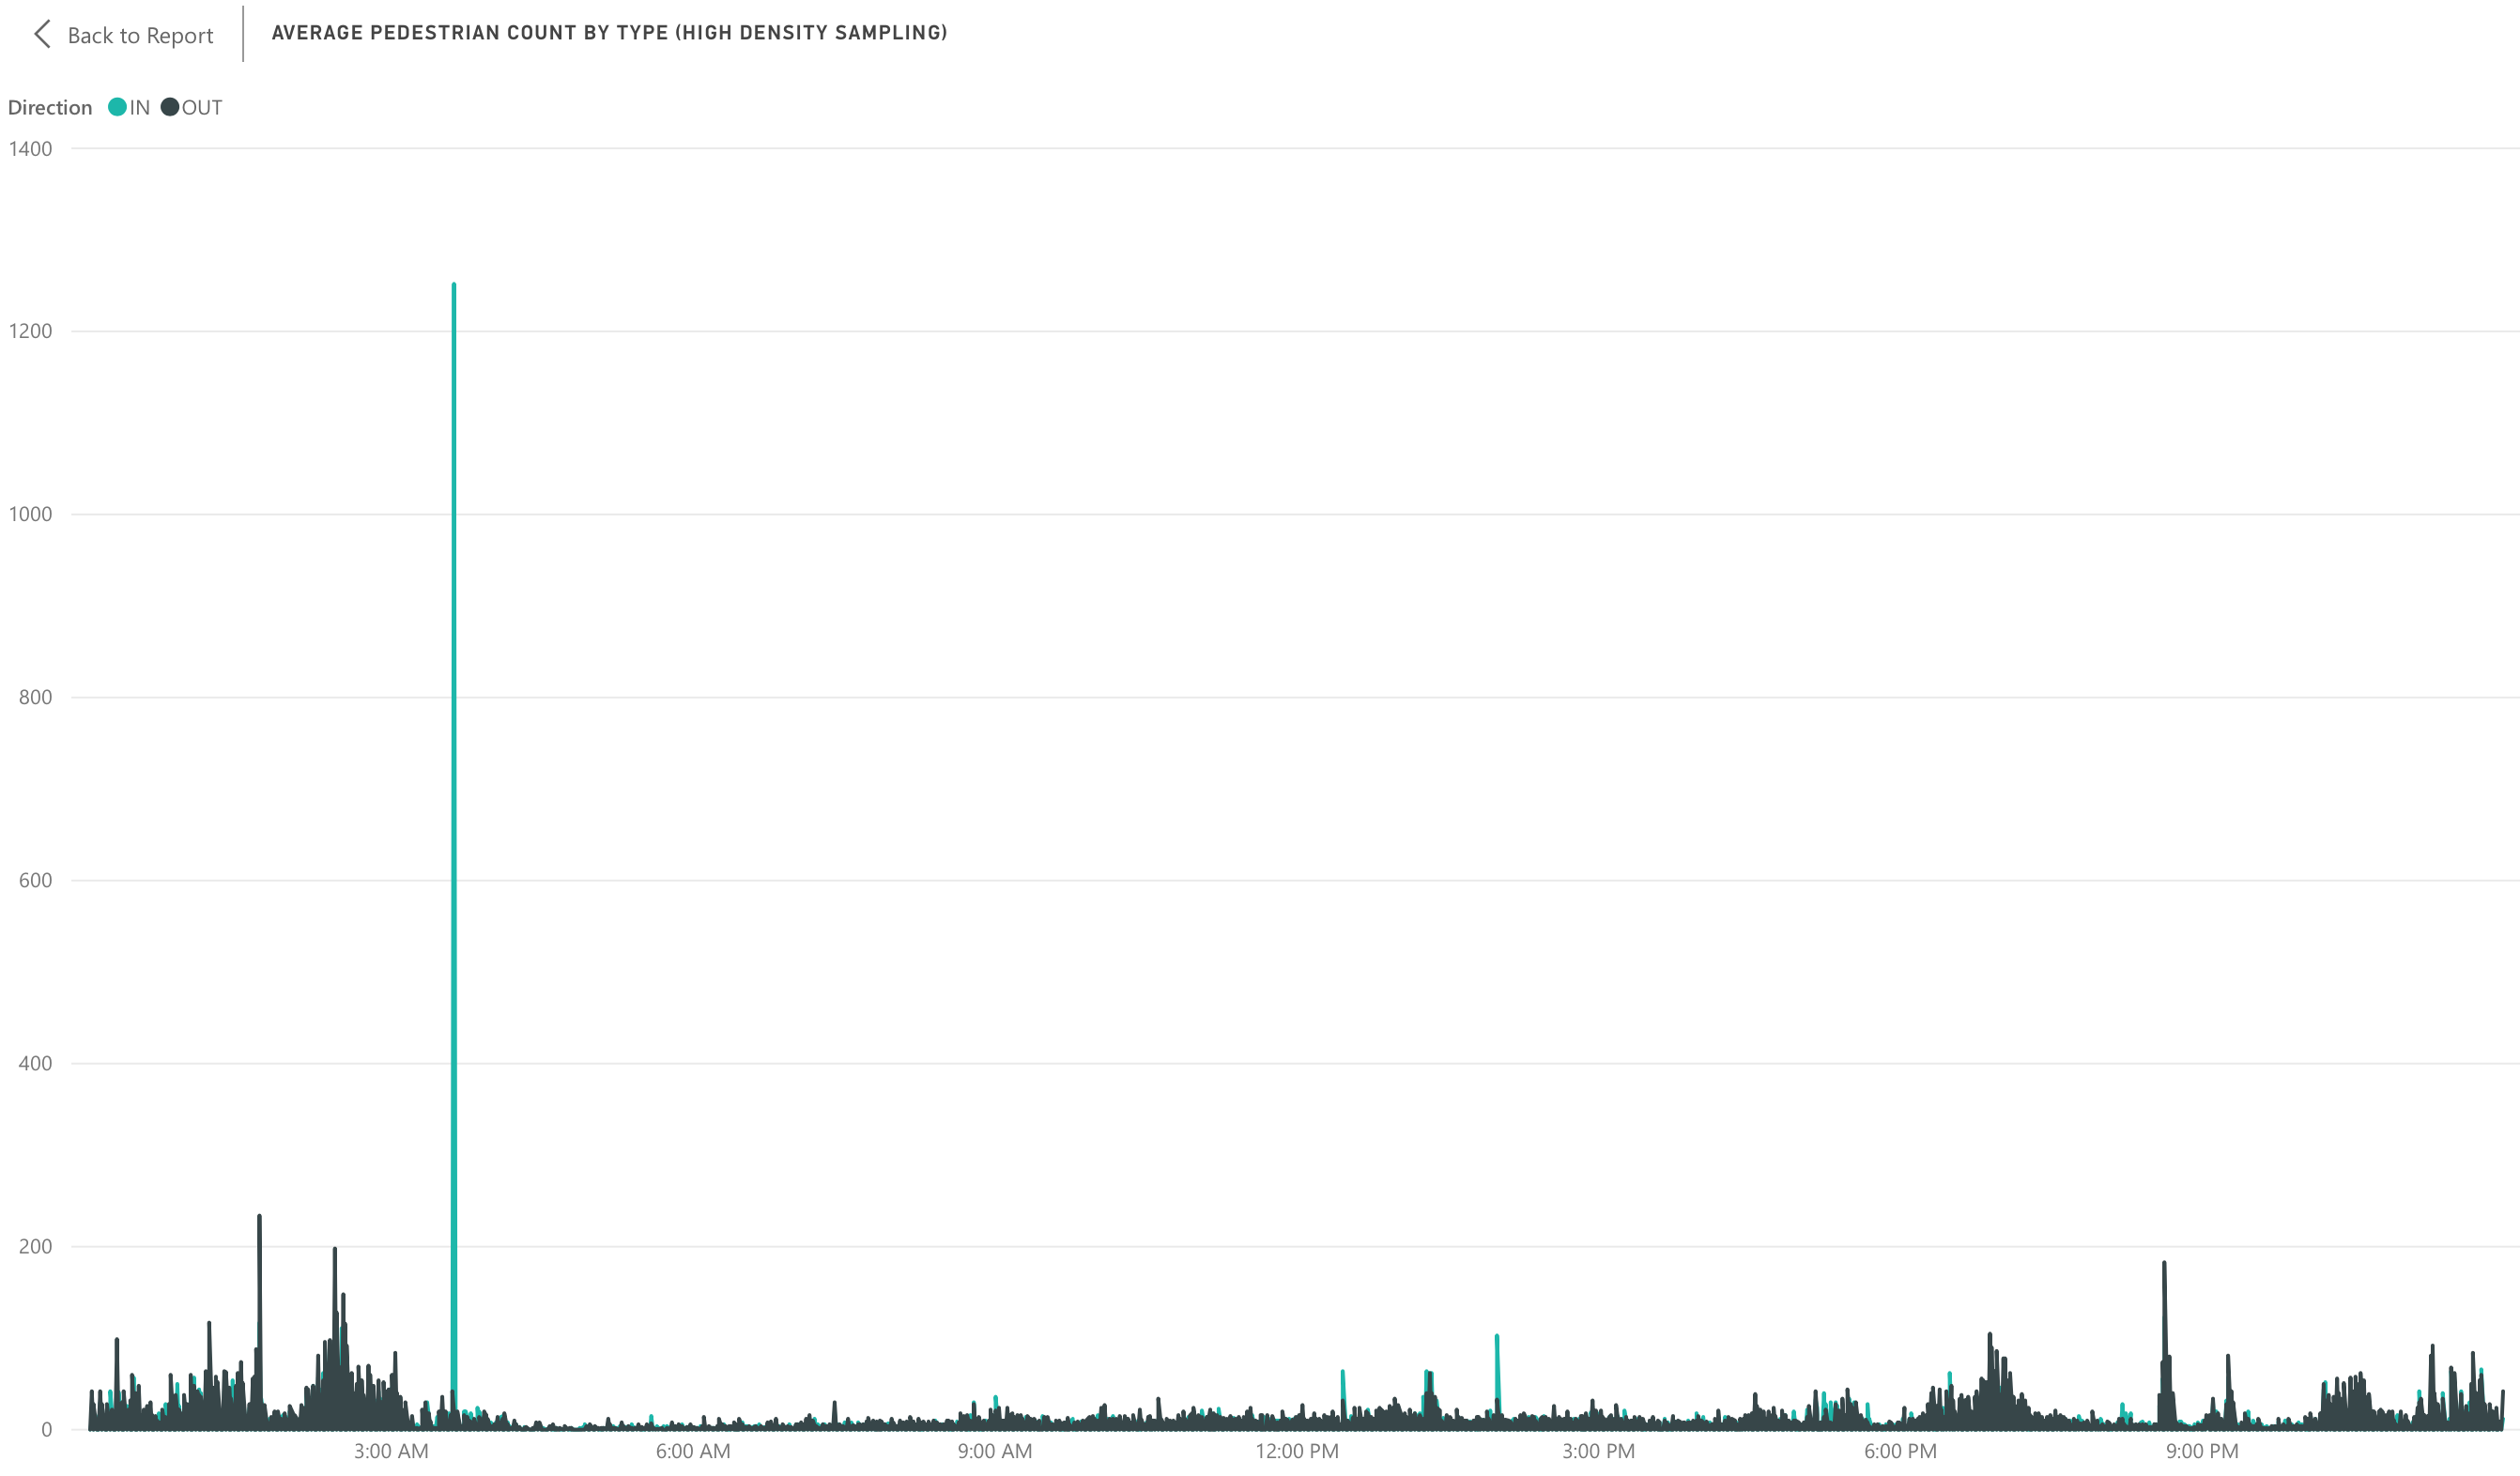 Back to Report
AVERAGE PEDESTRIAN COUNT BY TYPE (HIGH DENSITY SAMPLING)
Direction IN OUT
1400
1200
1000
800
600
400
200
0
3:00 AM 6:00 AM 9:00 AM 12:00 PM 3:00 PM 6:00 PM 9:00 PM